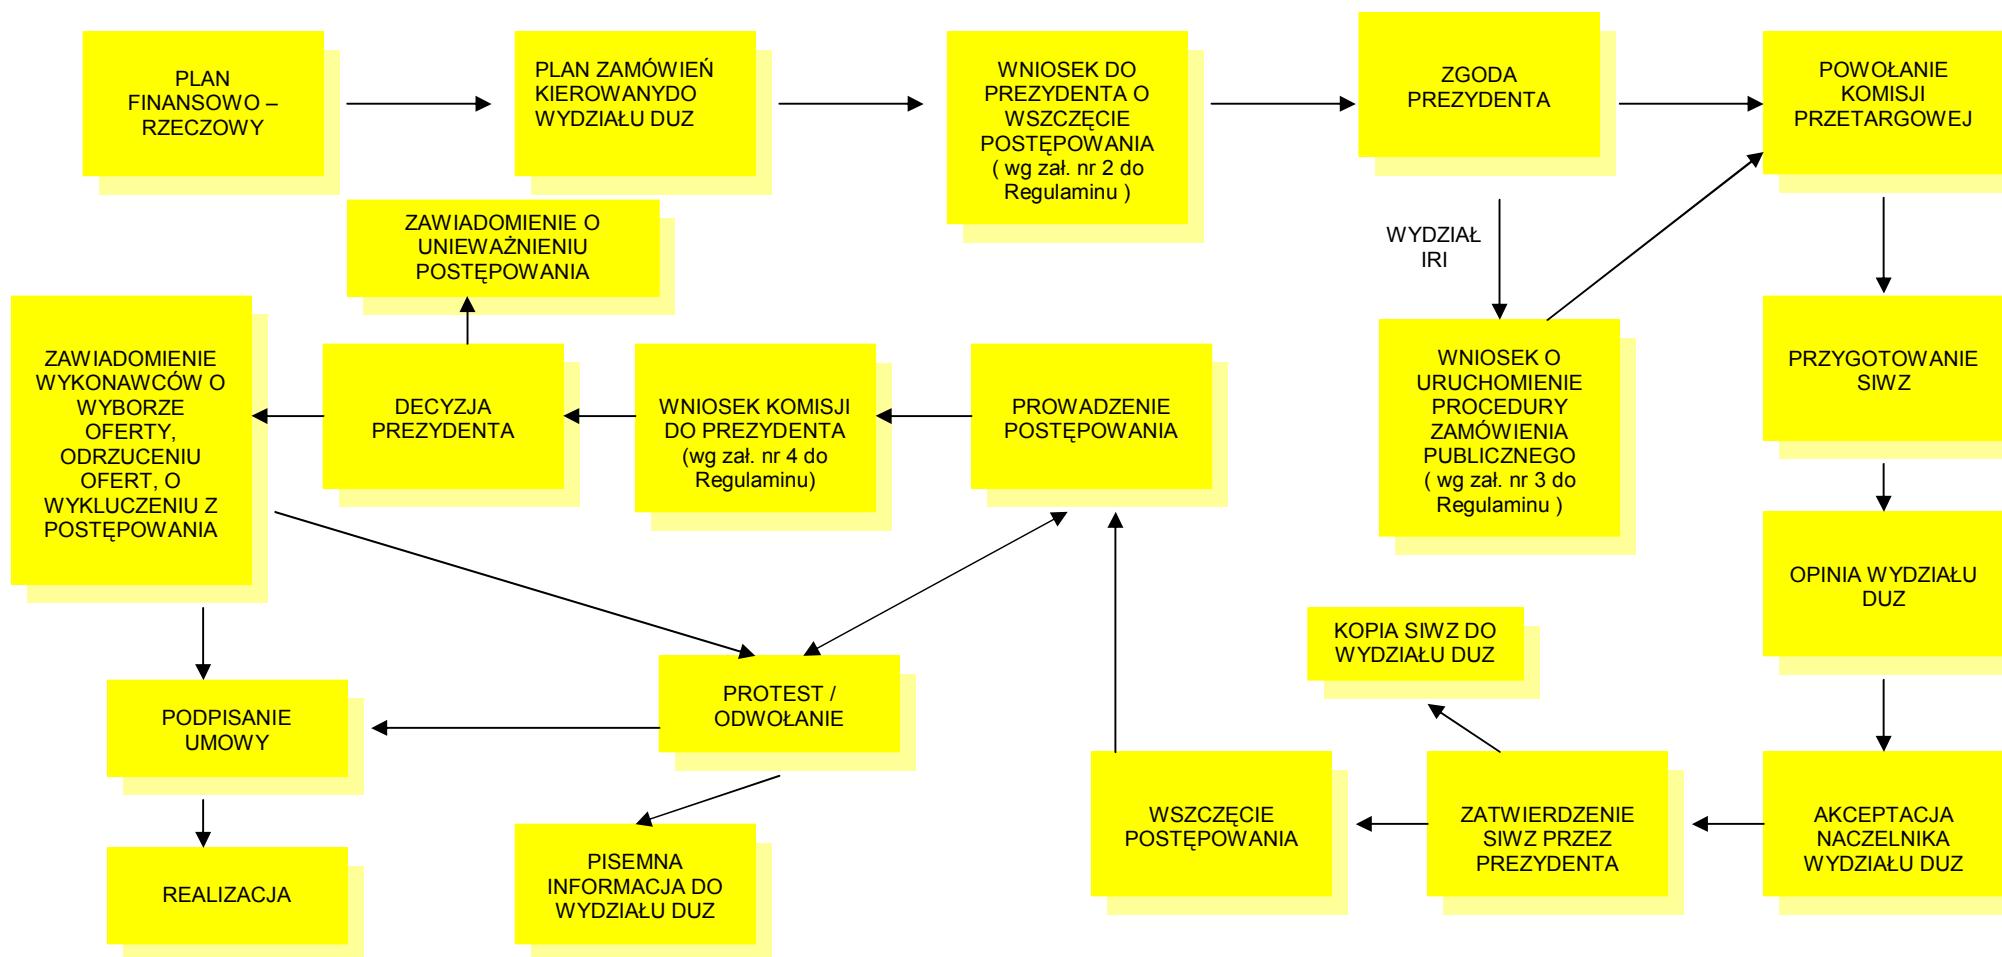 PLAN
FINANSOWO –
RZECZOWY
PLAN ZAMÓWIEŃ
KIEROWANYDO
WYDZIAŁU DUZ
WNIOSEK DO
PREZYDENTA O
WSZCZĘCIE
POSTĘPOWANIA
( wg zał. nr 2 do
Regulaminu )
ZGODA
PREZYDENTA
POWOŁANIE
KOMISJI
PRZETARGOWEJ
WYDZIAŁ
IRI
ZAWIADOMIENIE O
UNIEWAŻNIENIU
POSTĘPOWANIA
ZAWIADOMIENIE
WYKONAWCÓW O
WYBORZE
OFERTY,
ODRZUCENIU
OFERT, O
WYKLUCZENIU Z
POSTĘPOWANIA
DECYZJA
PREZYDENTA
WNIOSEK KOMISJI
DO PREZYDENTA
(wg zał. nr 4 do
Regulaminu)
PROWADZENIE
POSTĘPOWANIA
WNIOSEK O
URUCHOMIENIE
PROCEDURY
ZAMÓWIENIA
PUBLICZNEGO
( wg zał. nr 3 do
Regulaminu )
PRZYGOTOWANIE
SIWZ
OPINIA WYDZIAŁU
DUZ
KOPIA SIWZ DO
WYDZIAŁU DUZ
PODPISANIE
UMOWY
PROTEST /
ODWOŁANIE
WSZCZĘCIE
POSTĘPOWANIA
ZATWIERDZENIE
SIWZ PRZEZ
PREZYDENTA
AKCEPTACJA
NACZELNIKA
WYDZIAŁU DUZ
REALIZACJA
PISEMNA
INFORMACJA DO
WYDZIAŁU DUZ